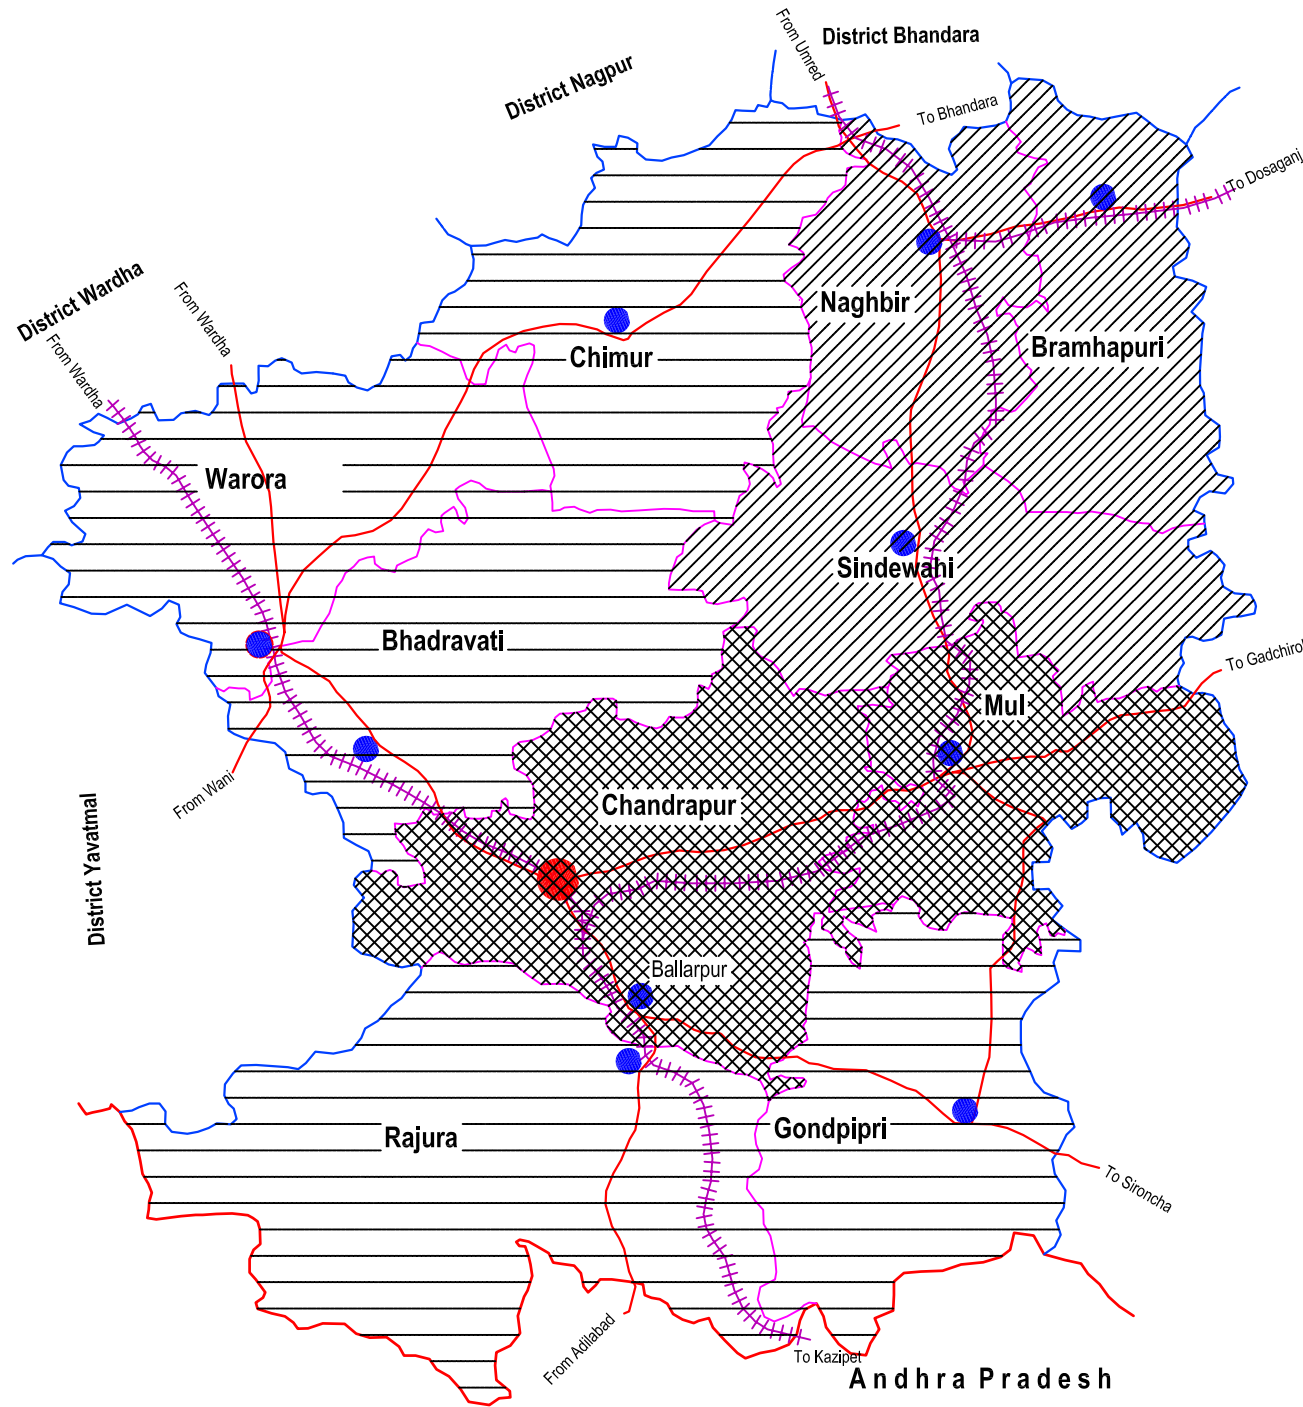 District Bhandara
From Umred
District Nagpur
To Bhandara
To Dosaganj
District Wardha
From Wardha
From Wardha
Naghbir
Bramhapuri
Chimur
Warora
Sindewahi
Bhadravati
To Gadchirol
Mul
From Wani
Chandrapur
District Yavatmal
Ballarpur
Rajura
Gondpipri
To Sironcha
From Adilabad
To Kazipet
Andhra Pradesh